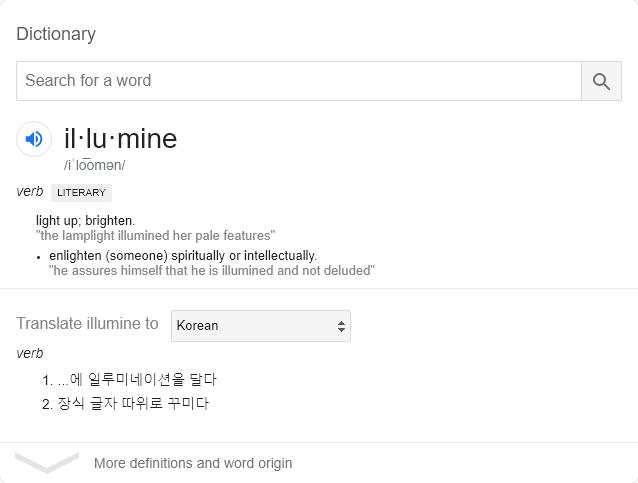 Dictionary
Search for a word
il·lu·mine
/iˈlo͞omən/
verb LITERARY
light up; brighten.
"the lamplight illumined her pale features"
• enlighten (someone) spiritually or intellectually.
"he assures himself that he is illumined and not deluded"
Translate illumine to Korean
verb
1. ...에 일루미네이션을 달다
2. 장식 글자 따위로 꾸미다
More definitions and word origin